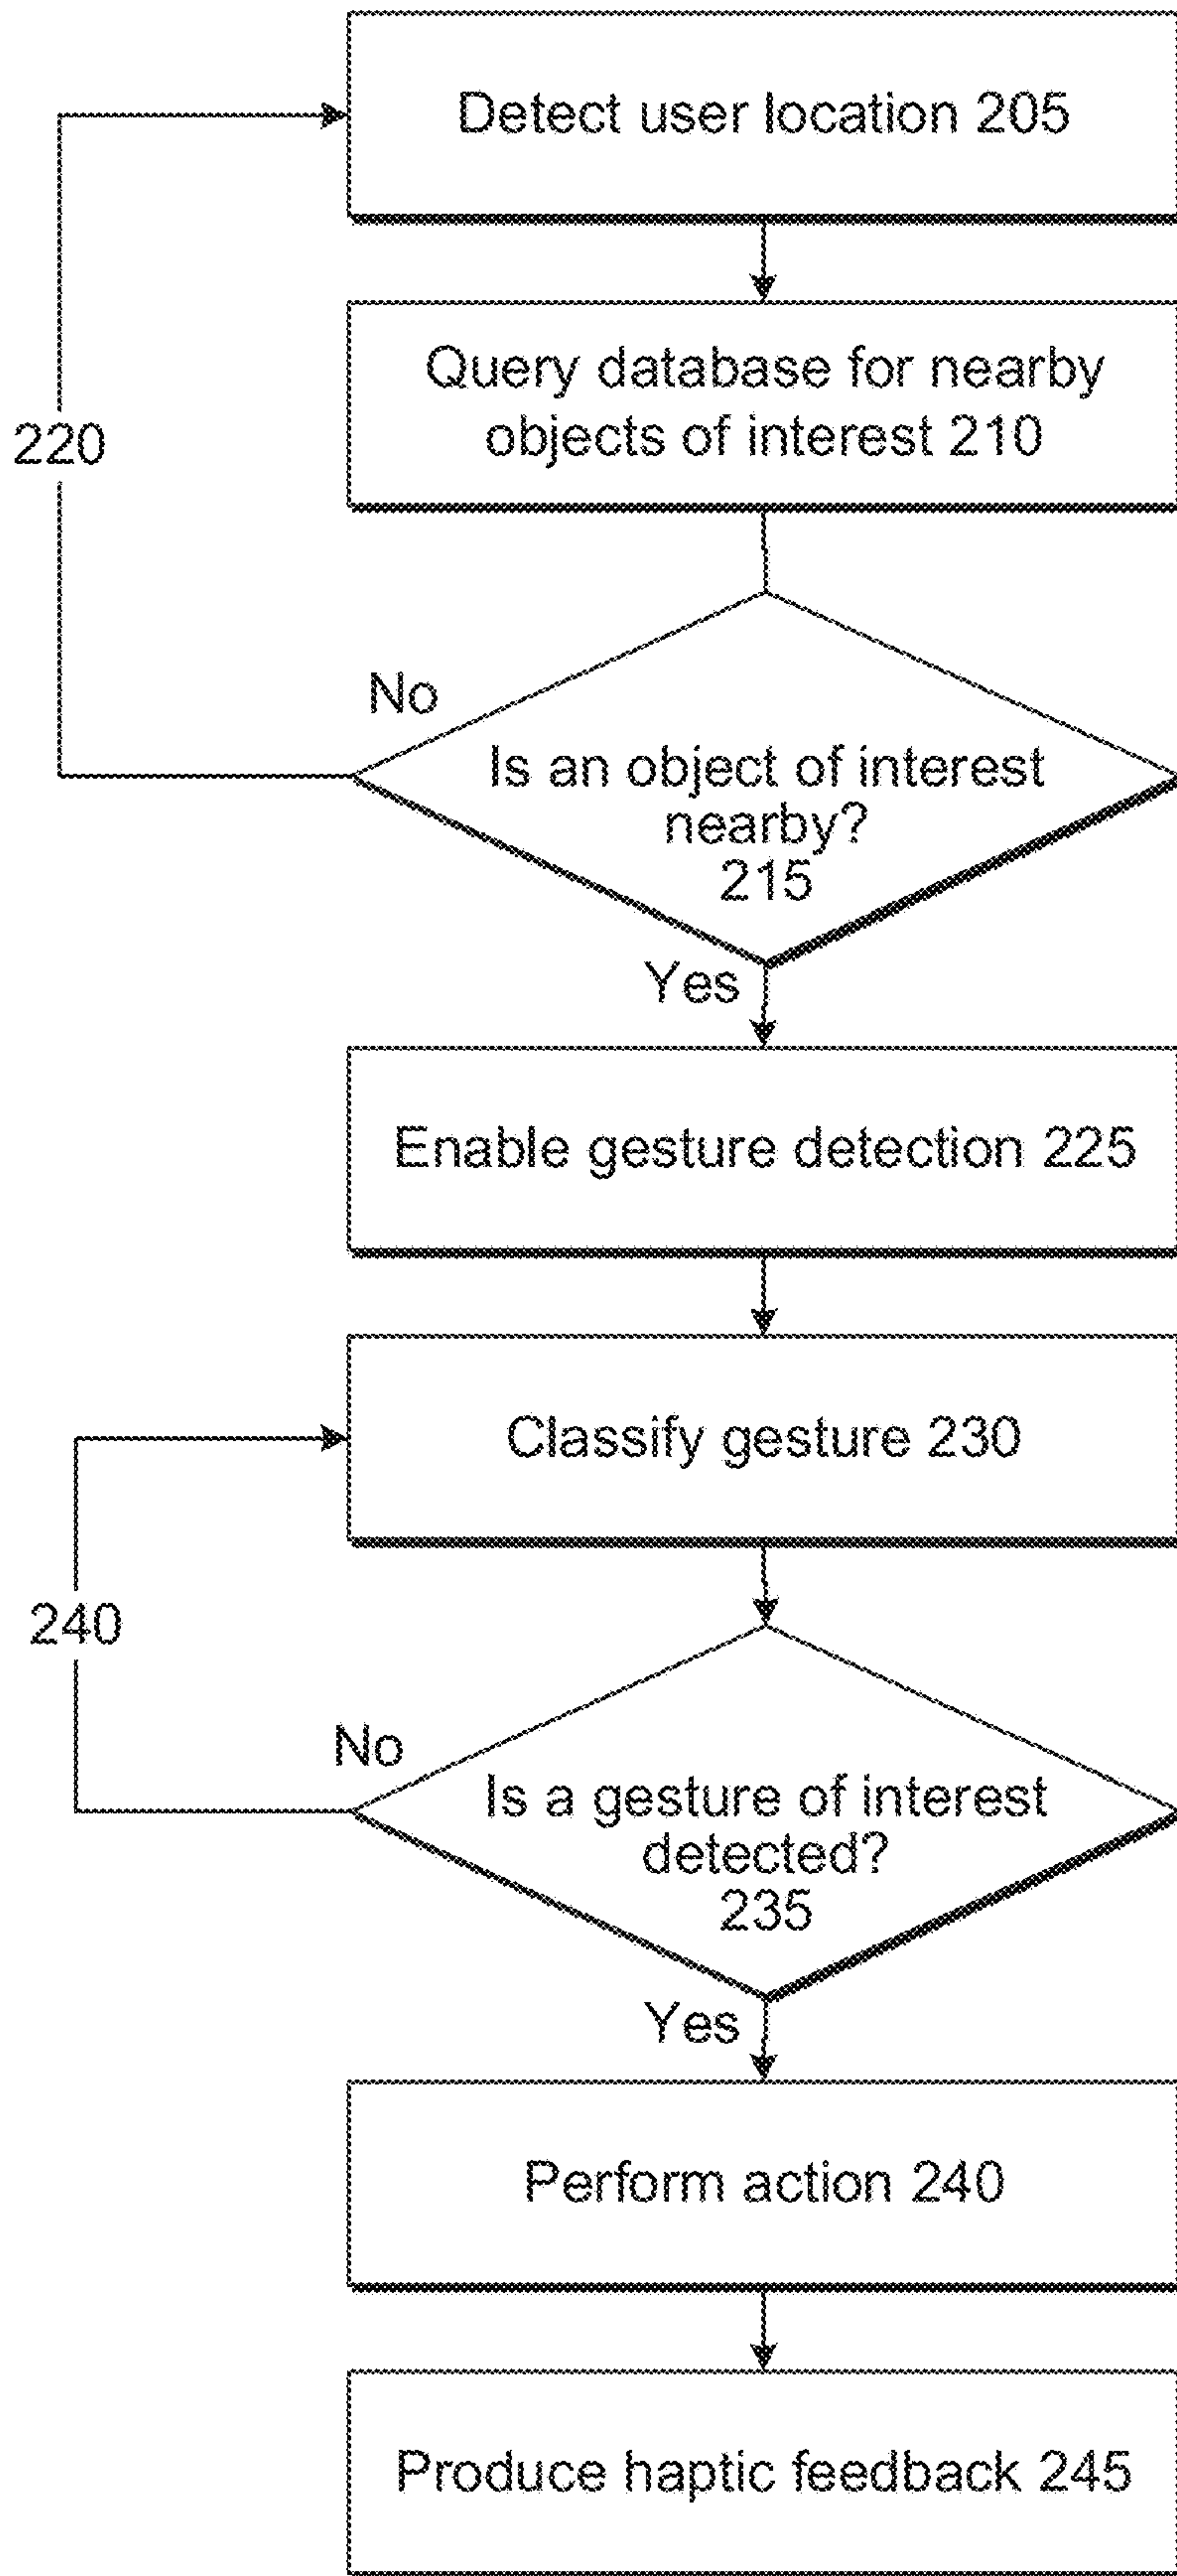 Detect user location 205
Query database for nearby
objects of interest 210
220
No
Is an object of interest
nearby?
215
Yes
Enable gesture detection 225
Classify gesture 230
240
No
Is a gesture of interest
detected?
235
Yes
Perform action 240
Produce haptic feedback 245